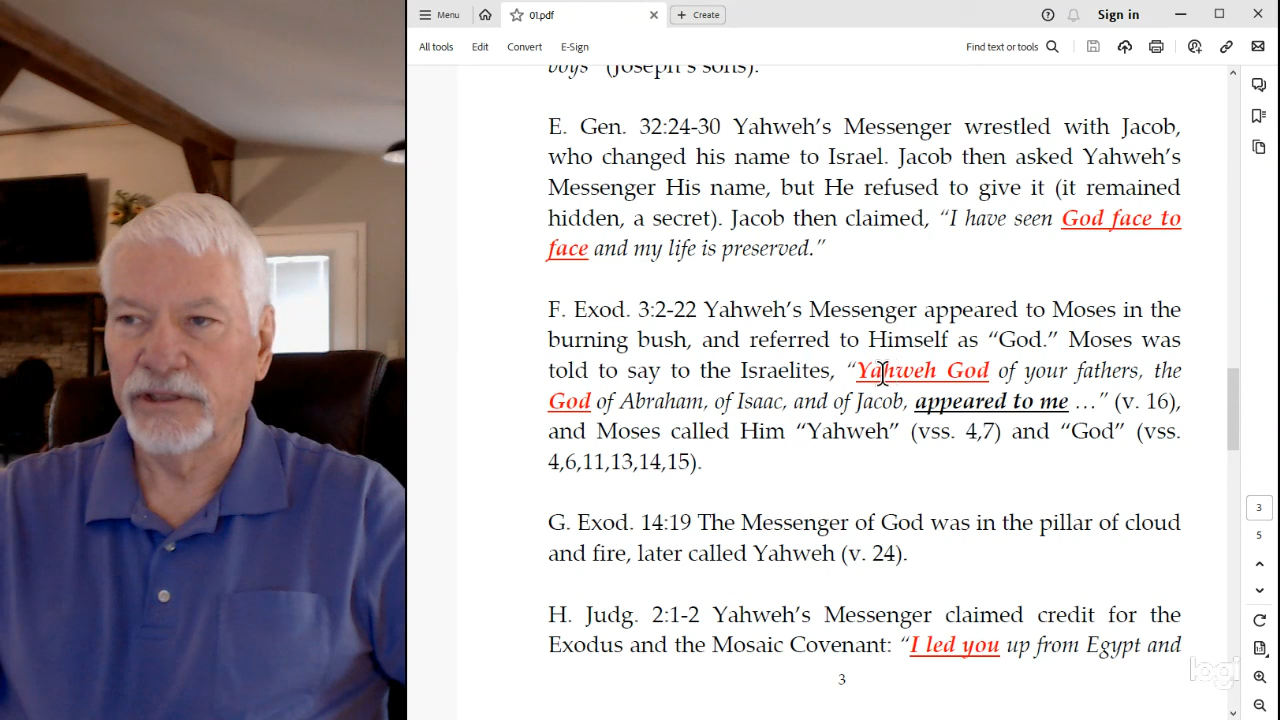 Menu
01.pdf
Create
Sign in
All tools
Edit
Convert
E-Sign
Find text or tools
boys” (Joseph’s sons).
E. Gen. 32:24-30 Yahweh’s Messenger wrestled with Jacob,
who changed his name to Israel. Jacob then asked Yahweh’s
Messenger His name, but He refused to give it (it remained
hidden, a secret). Jacob then claimed, “I have seen God face to
face and my life is preserved.”
F. Exod. 3:2-22 Yahweh’s Messenger appeared to Moses in the
burning bush, and referred to Himself as “God.” Moses was
told to say to the Israelites, “Yahweh God of your fathers, the
God of Abraham, of Isaac, and of Jacob, appeared to me …” (v. 16),
and Moses called Him “Yahweh” (vss. 4,7) and “God” (vss.
4,6,11,13,14,15).
G. Exod. 14:19 The Messenger of God was in the pillar of cloud
and fire, later called Yahweh (v. 24).
H. Judg. 2:1-2 Yahweh’s Messenger claimed credit for the
Exodus and the Mosaic Covenant: “I led you up from Egypt and
3
3
5
logi